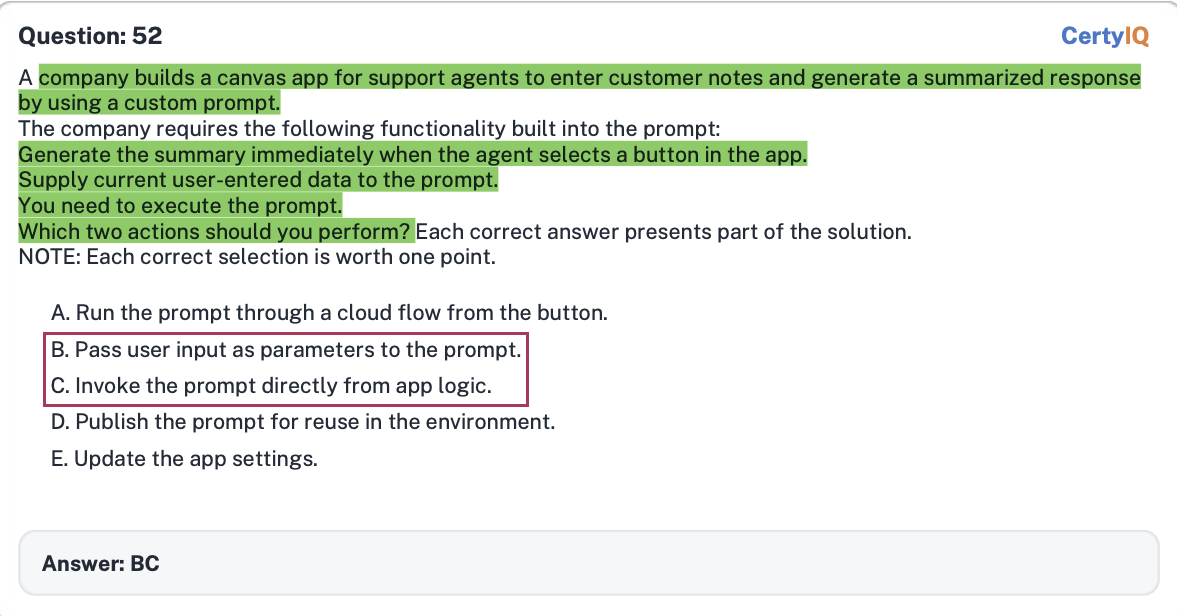 Question: 52
CertyIQ
A company builds a canvas app for support agents to enter customer notes and generate a summarized response
by using a custom prompt.
The company requires the following functionality built into the prompt:
Generate the summary immediately when the agent selects a button in the app.
Supply current user-entered data to the prompt.
You need to execute the prompt.
Which two actions should you perform? Each correct answer presents part of the solution.
NOTE: Each correct selection is worth one point.
A. Run the prompt through a cloud flow from the button.
B. Pass user input as parameters to the prompt.
C. Invoke the prompt directly from app logic.
D. Publish the prompt for reuse in the environment.
E. Update the app settings.
Answer: BC